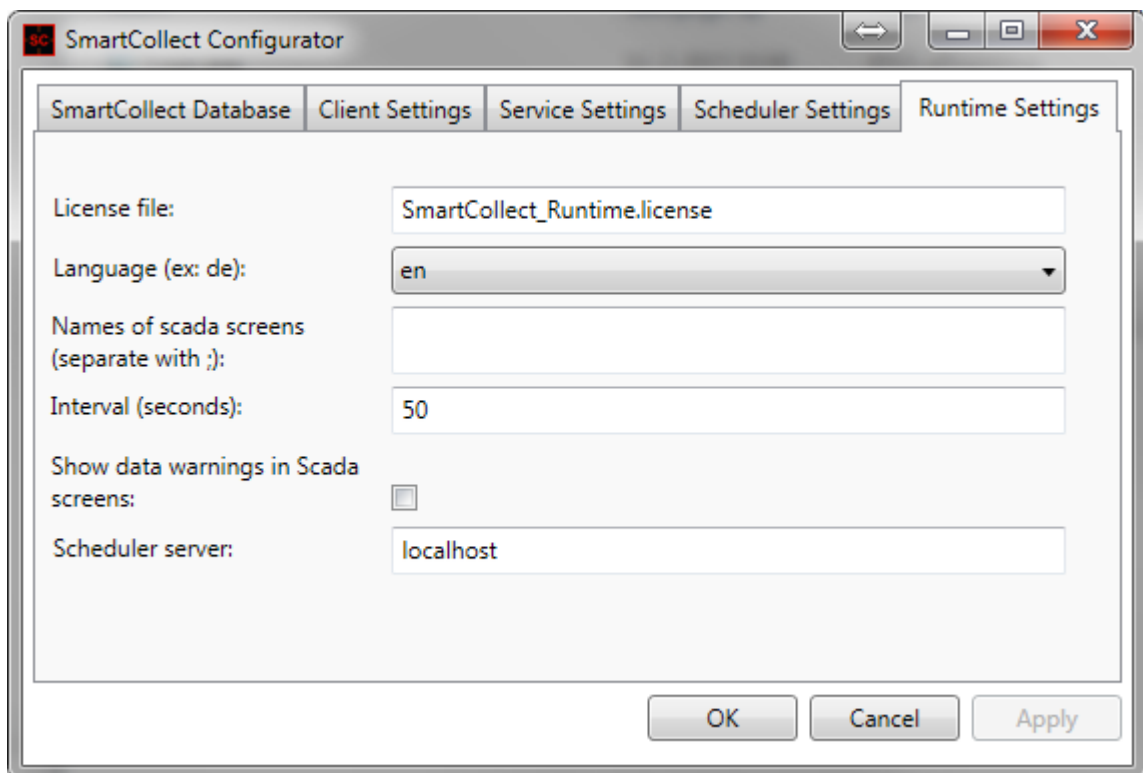 SC SmartCollect Configurator
SmartCollect Database Client Settings Service Settings Scheduler Settings Runtime Settings
License file: SmartCollect_Runtime.license
Language (ex: de): en
Names of scada screens
(separate with ;):
Interval (seconds): 50
Show data warnings in Scada
screens:
Scheduler server: localhost
OK Cancel Apply